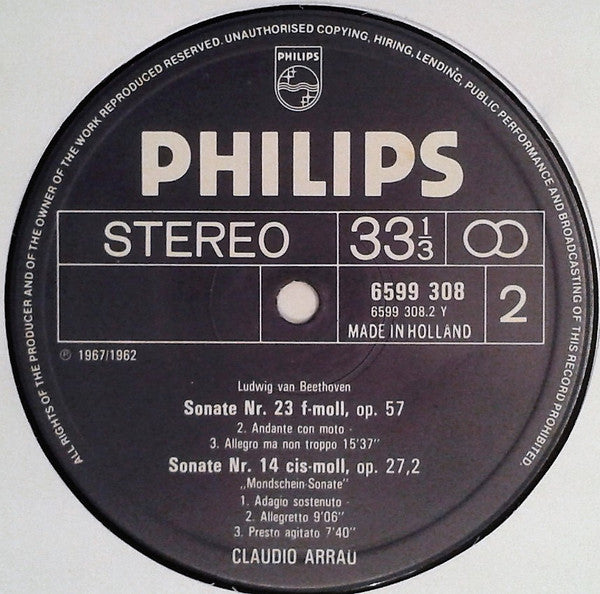 ALL RIGHTS OF THE PRODUCER AND OF THE OWNER OF THE WORK REPRODUCED RESERVED. UNAUTHORISED COPYING, HIRING, LENDING, PUBLIC PERFORMANCE AND BROADCASTING OF THIS RECORD PROHIBITED.
PHILIPS
PHILIPS
STEREO
33 1/3
6599 308
6599 308.2 Y
MADE IN HOLLAND
2
℗ 1967/1962
Ludwig van Beethoven
Sonate Nr. 23 f-moll, op. 57
2. Andante con moto -
3. Allegro ma non troppo 15'37"
Sonate Nr. 14 cis-moll, op. 27,2
„Mondschein-Sonate"
1. Adagio sostenuto -
2. Allegretto 9'06"
3. Presto agitato 7'40"
CLAUDIO ARRAU